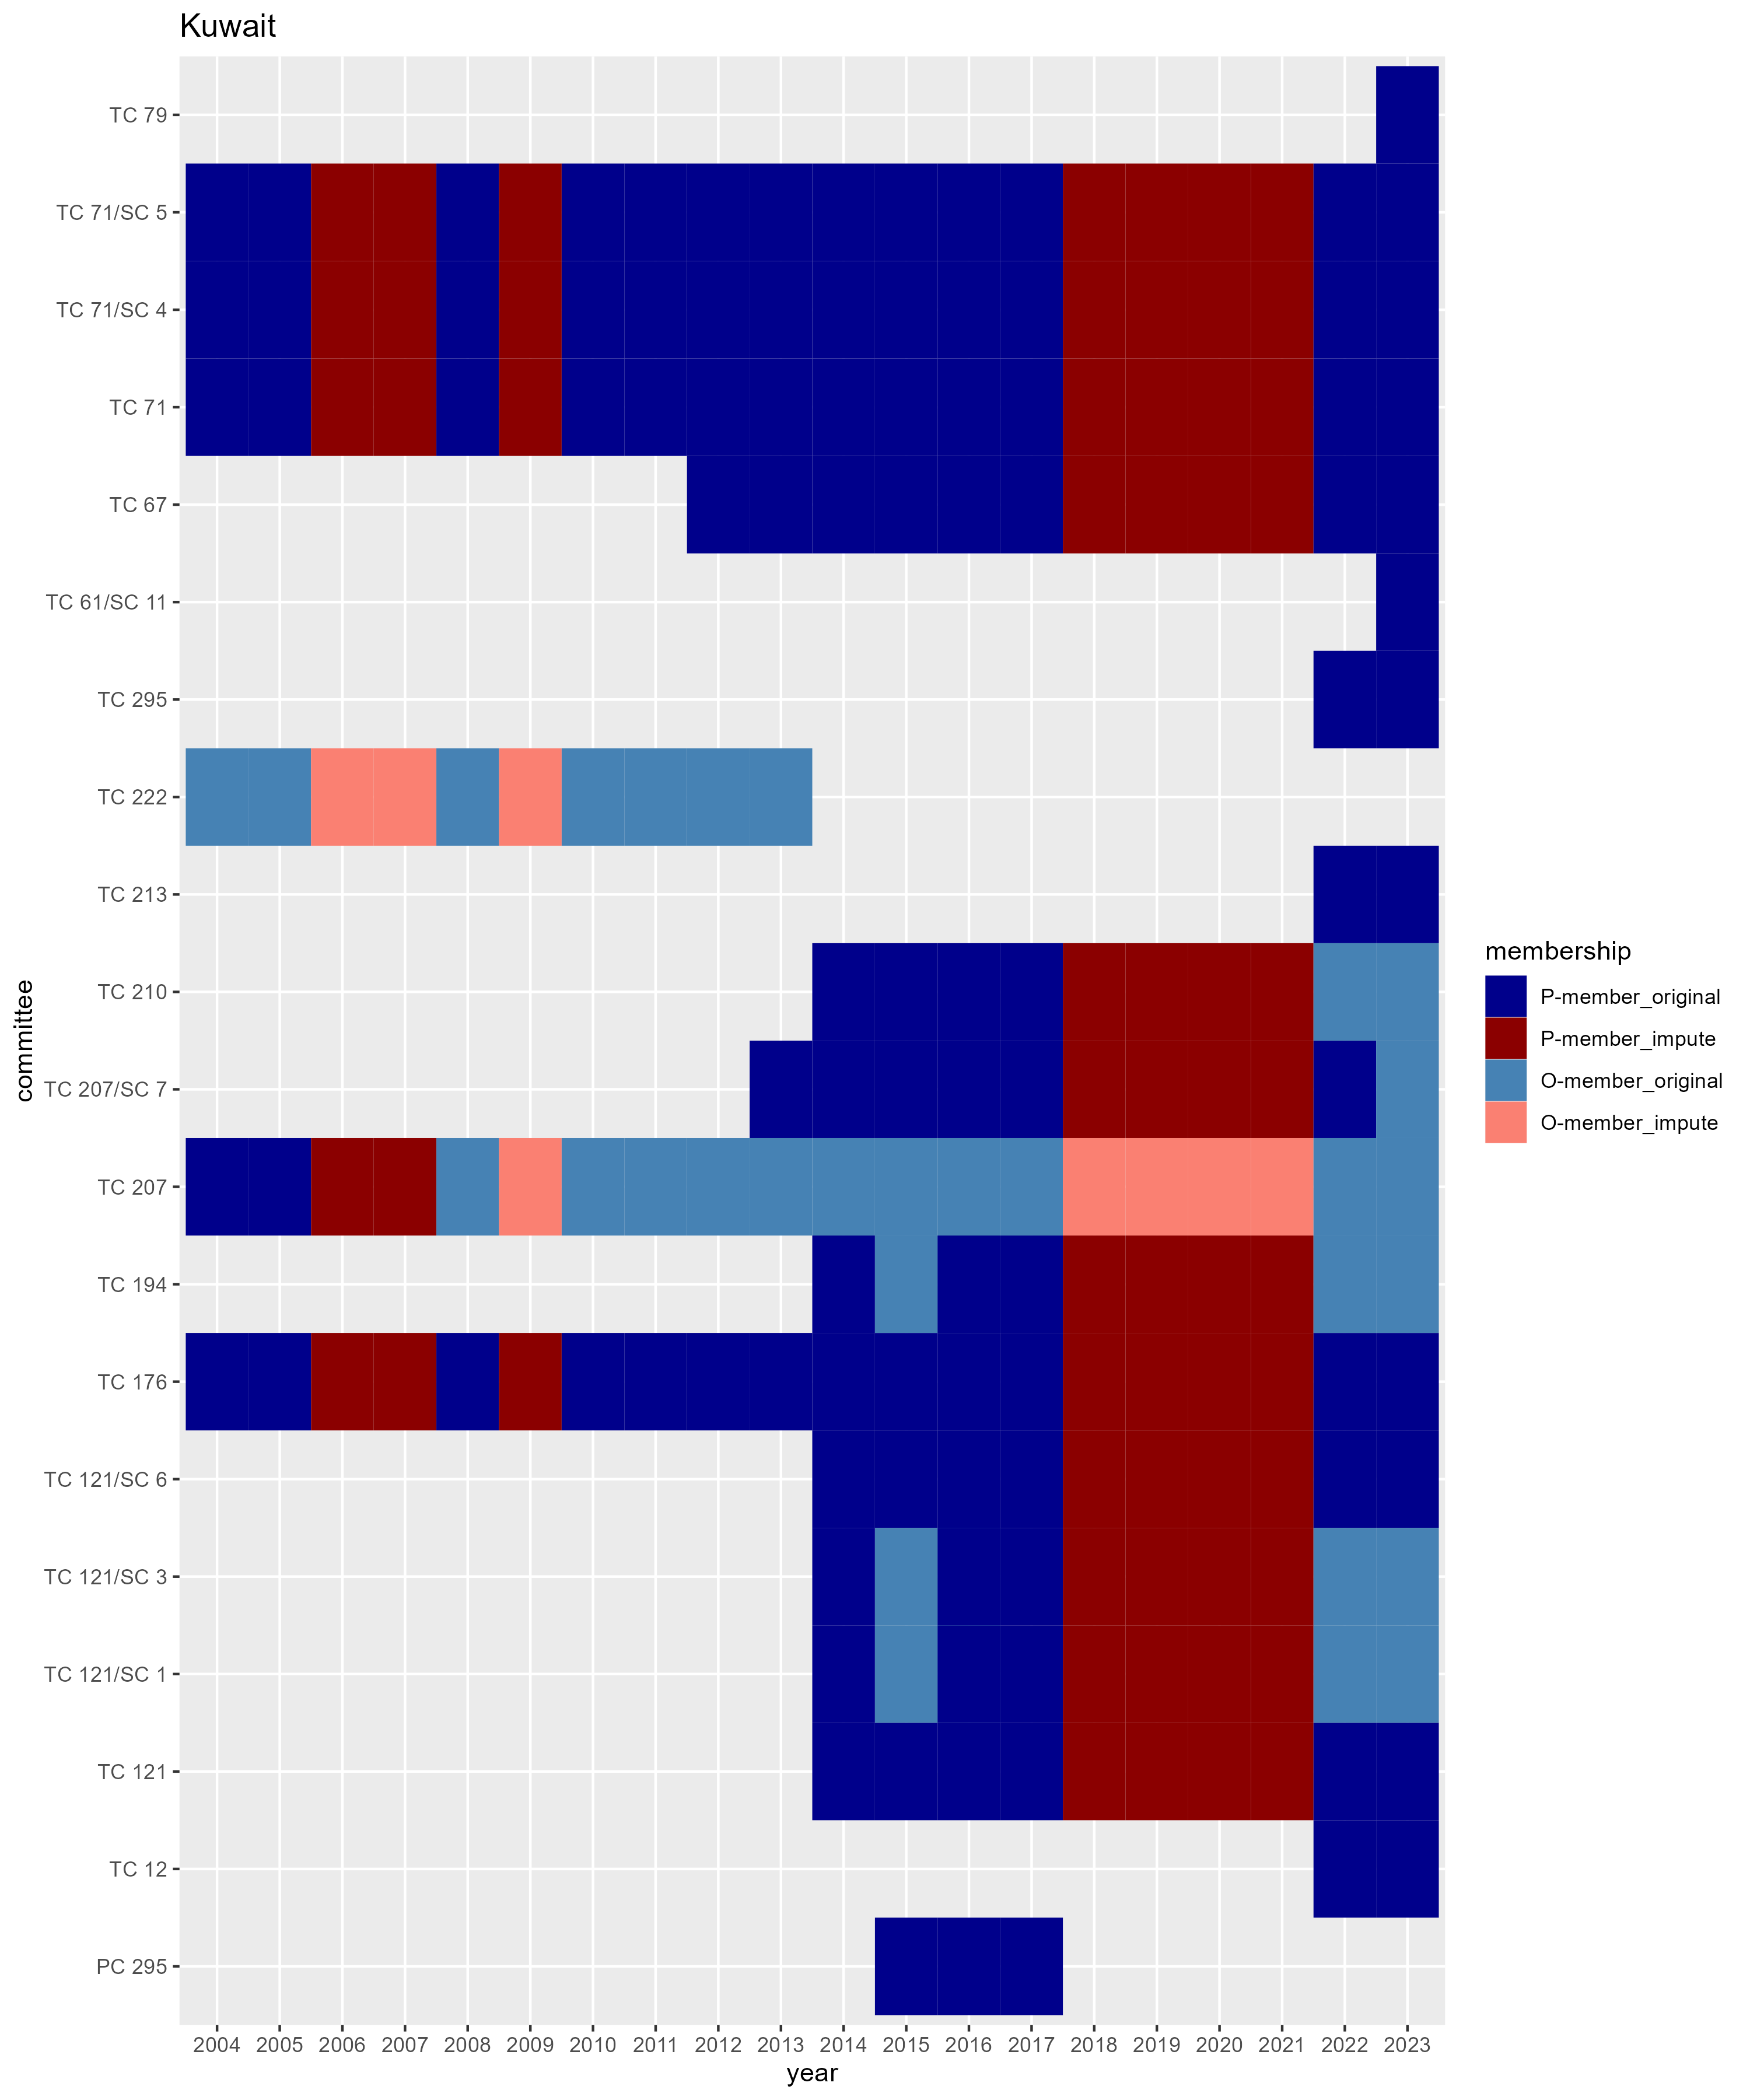 Kuwait
TC 79
TC 71/SC 5
TC 71/SC 4
TC 71
TC 67
TC 61/SC 11
TC 295
TC 222
TC 213
TC 210
TC 207/SC 7
TC 207
TC 194
TC 176
TC 121/SC 6
TC 121/SC 3
TC 121/SC 1
TC 121
TC 12
PC 295
committee
2004 2005 2006 2007 2008 2009 2010 2011 2012 2013 2014 2015 2016 2017 2018 2019 2020 2021 2022 2023
year
membership
P-member_original
P-member_impute
O-member_original
O-member_impute